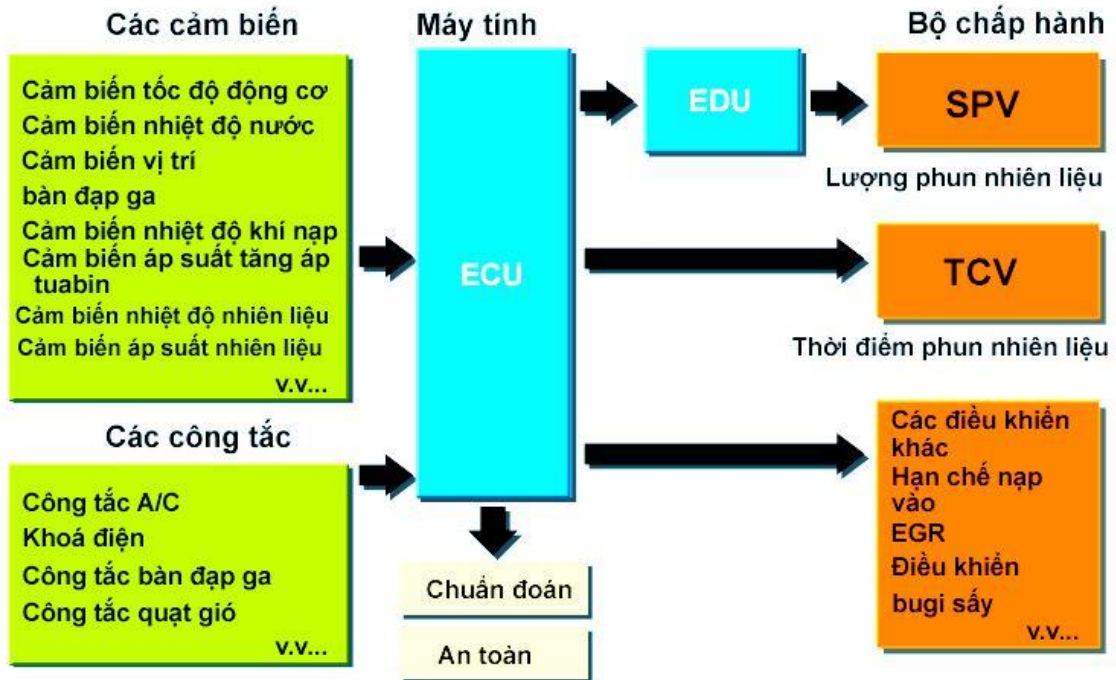 Các cảm biến
Cảm biến tốc độ động cơ
Cảm biến nhiệt độ nước
Cảm biến vị trí
bàn đạp ga
Cảm biến nhiệt độ khí nạp
Cảm biến áp suất tăng áp
tuabin
Cảm biến nhiệt độ nhiên liệu
Cảm biến áp suất nhiên liệu
v.v...
Các công tắc
Công tắc A/C
Khoá điện
Công tắc bàn đạp ga
Công tắc quạt gió
v.v...
Máy tính
ECU
Chuẩn đoán
An toàn
EDU
Bộ chấp hành
SPV
Lượng phun nhiên liệu
TCV
Thời điểm phun nhiên liệu
Các điều khiển
khác
Hạn chế nạp
vào
EGR
Điều khiển
bugi sấy
v.v...